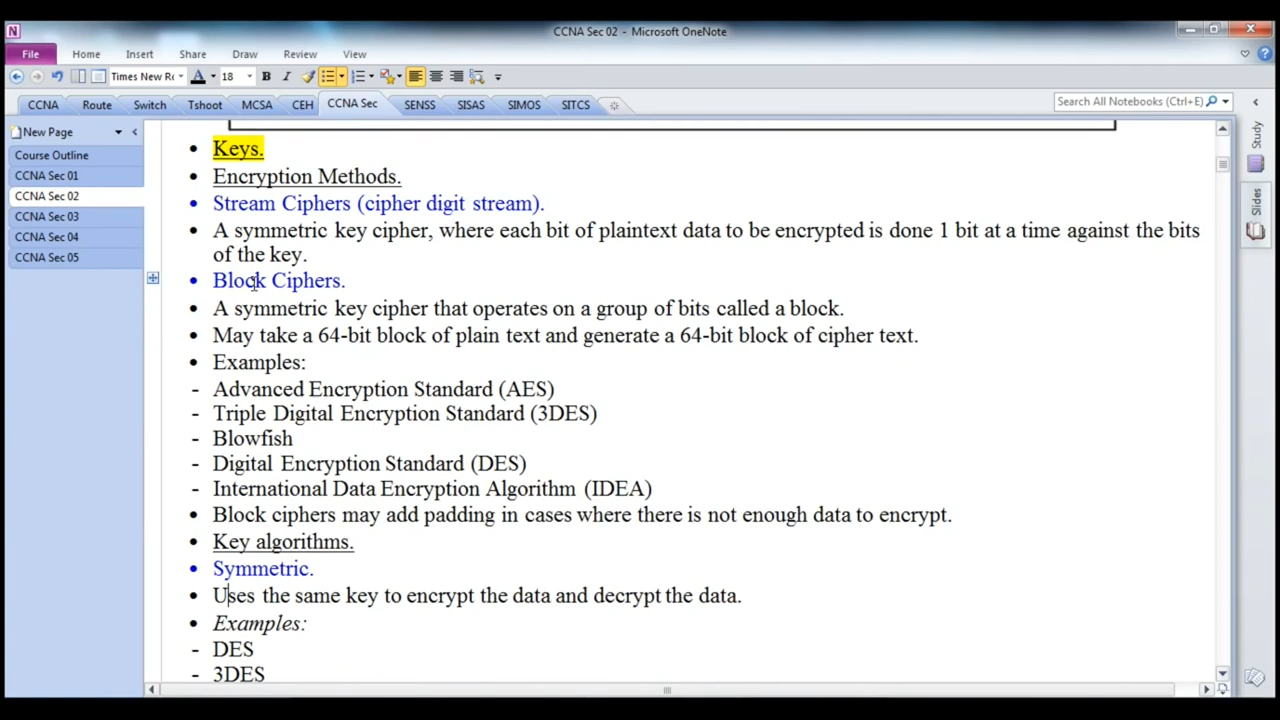 CCNA Sec 02 - Microsoft OneNote
File Home Insert Share Draw Review View
Times New Rc 18 B I A
CCNA Route Switch Tshoot MCSA CEH CCNA Sec SENSS SISAS SIMOS SITCS Search All Notebooks (Ctrl+E)
New Page
Course Outline
CCNA Sec 01
CCNA Sec 02
CCNA Sec 03
CCNA Sec 04
CCNA Sec 05
• Keys.
• Encryption Methods.
• Stream Ciphers (cipher digit stream).
• A symmetric key cipher, where each bit of plaintext data to be encrypted is done 1 bit at a time against the bits
of the key.
• Block Ciphers.
• A symmetric key cipher that operates on a group of bits called a block.
• May take a 64-bit block of plain text and generate a 64-bit block of cipher text.
• Examples:
- Advanced Encryption Standard (AES)
- Triple Digital Encryption Standard (3DES)
- Blowfish
- Digital Encryption Standard (DES)
- International Data Encryption Algorithm (IDEA)
• Block ciphers may add padding in cases where there is not enough data to encrypt.
• Key algorithms.
• Symmetric.
• Uses the same key to encrypt the data and decrypt the data.
• Examples:
- DES
- 3DES
Study
Slides